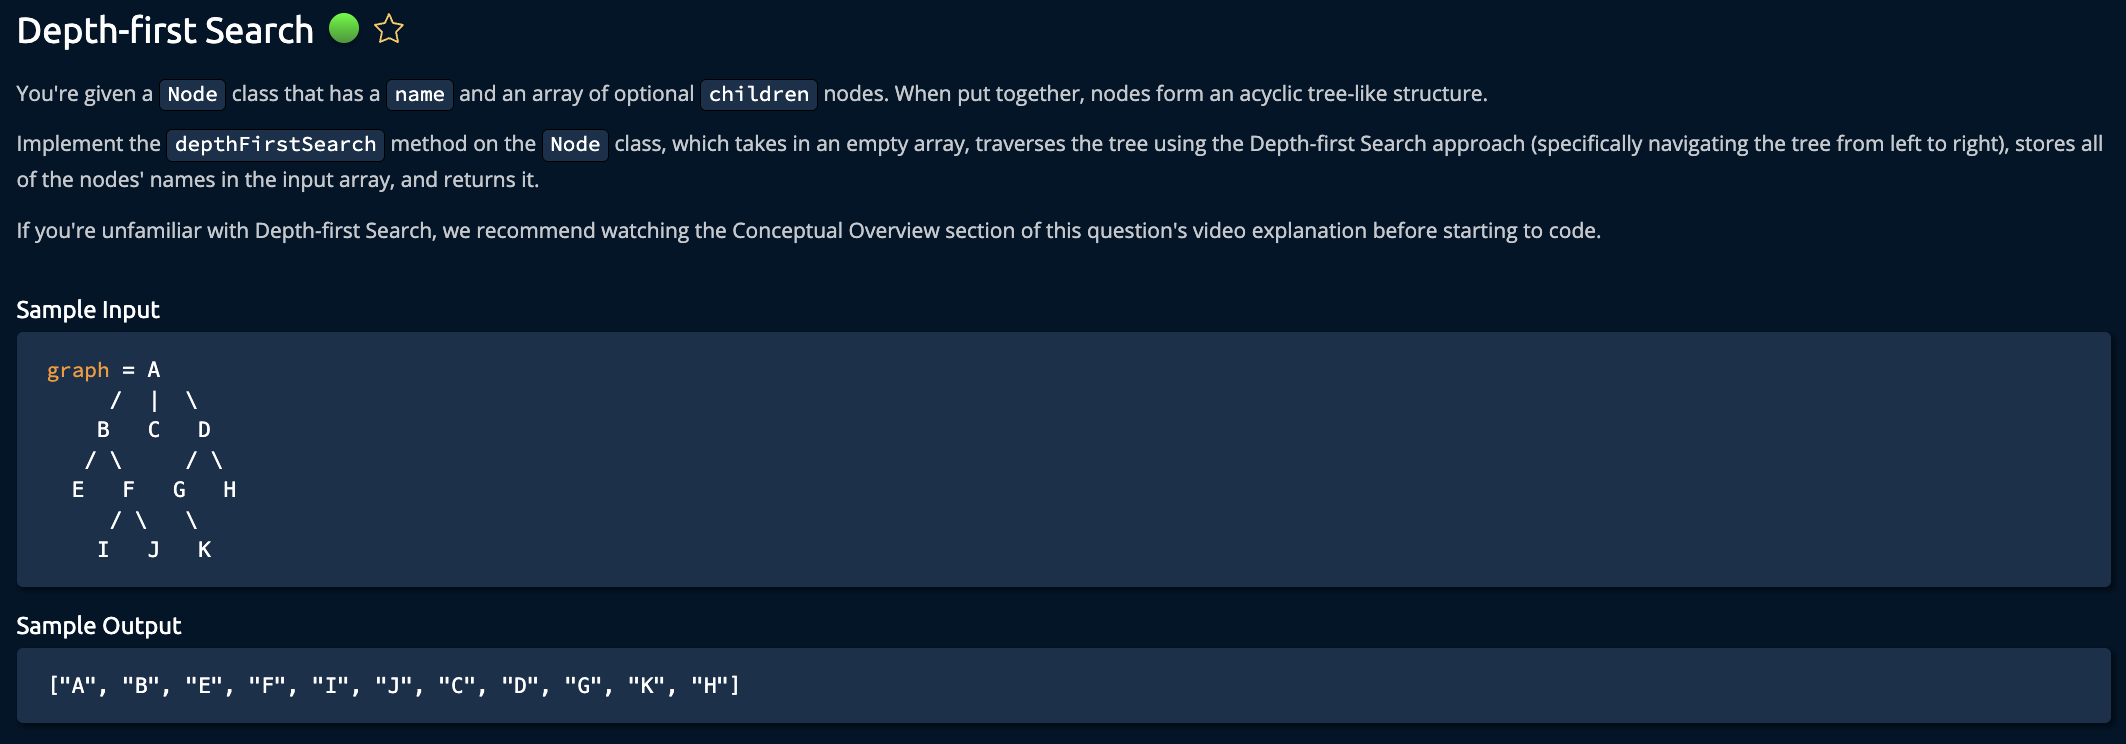 Depth-first Search
You're given a Node class that has a name and an array of optional children nodes. When put together, nodes form an acyclic tree-like structure.
Implement the depthFirstSearch method on the Node class, which takes in an empty array, traverses the tree using the Depth-first Search approach (specifically navigating the tree from left to right), stores all
of the nodes' names in the input array, and returns it.
If you're unfamiliar with Depth-first Search, we recommend watching the Conceptual Overview section of this question's video explanation before starting to code.
Sample Input
graph = A
     /  |  \
    B   C   D
   / \     / \
  E   F   G   H
     / \   \
    I   J   K
Sample Output
["A", "B", "E", "F", "I", "J", "C", "D", "G", "K", "H"]